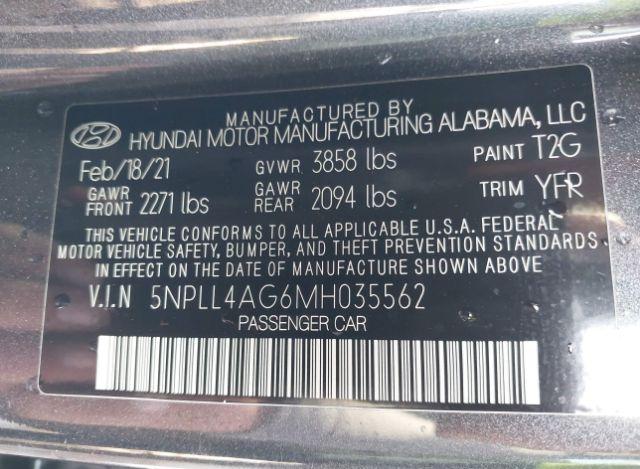 MANUFACTURED BY
HYUNDAI MOTOR MANUFACTURING ALABAMA, LLC
Feb/18/21 GVWR 3858 lbs PAINT T2G
GAWR FRONT 2271 lbs GAWR REAR 2094 lbs TRIM YFR
THIS VEHICLE CONFORMS TO ALL APPLICABLE U.S.A. FEDERAL
MOTOR VEHICLE SAFETY, BUMPER, AND THEFT PREVENTION STANDARDS
IN EFFECT ON THE DATE OF MANUFACTURE SHOWN ABOVE
V.I.N 5NPLL4AG6MH035562
PASSENGER CAR